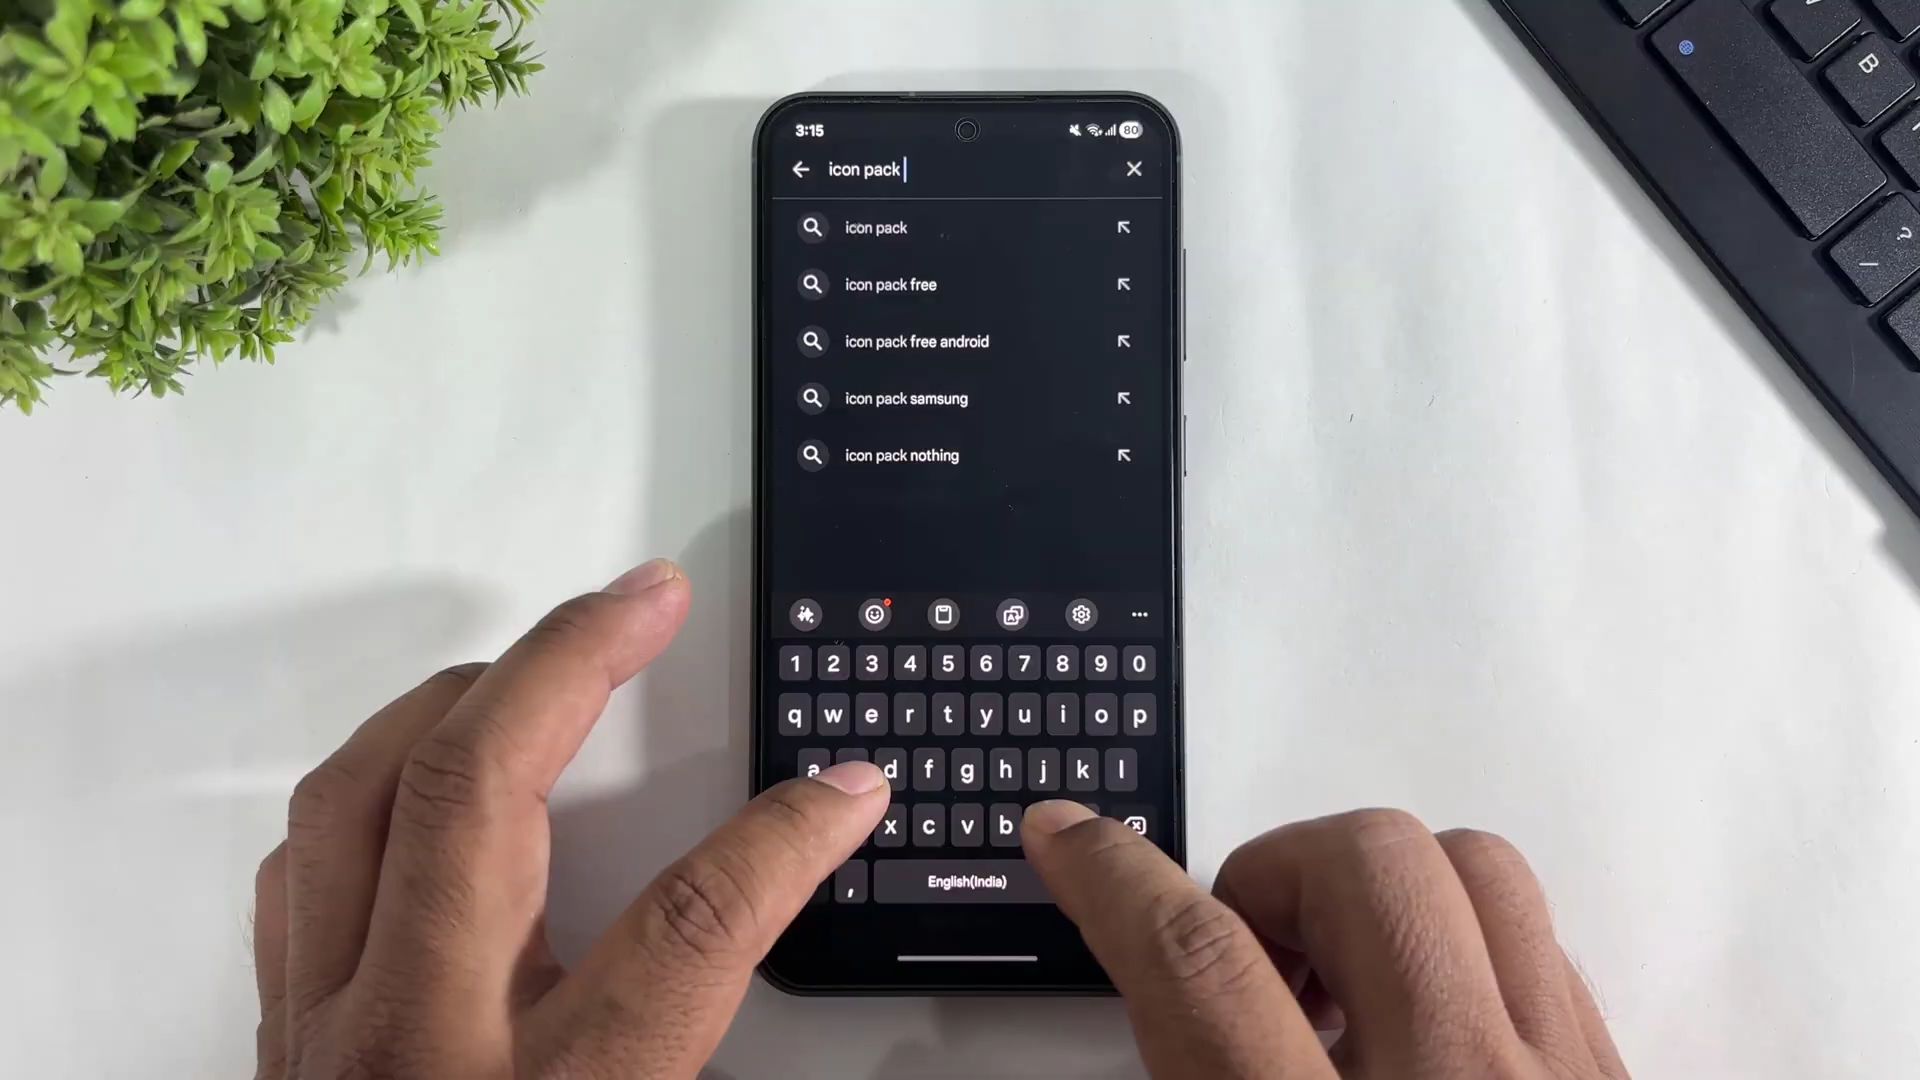 3:15
80
icon pack
icon pack
icon pack free
icon pack free android
icon pack samsung
icon pack nothing
1 2 3 4 5 6 7 8 9 0
q w e r t y u i o p
a d f g h j k l
x c v b
, English(India)
B
?
/